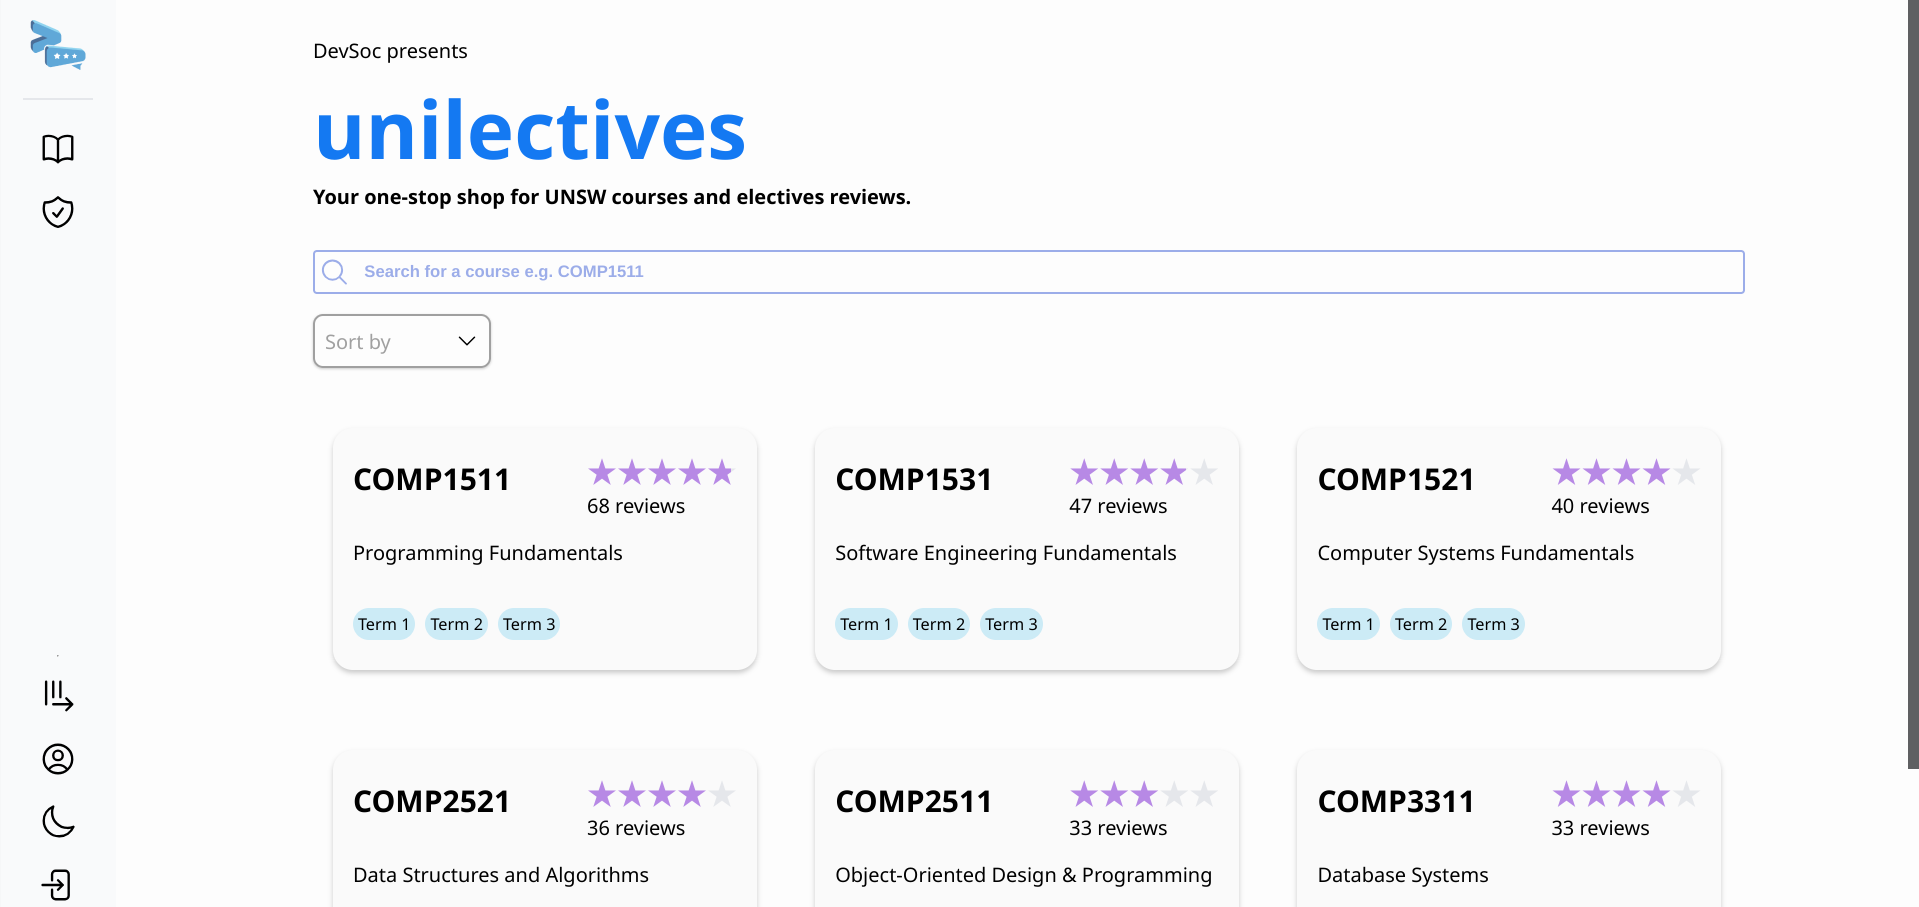 DevSoc presents
unilectives
Your one-stop shop for UNSW courses and electives reviews.
Search for a course e.g. COMP1511
Sort by
COMP1511
68 reviews
Programming Fundamentals
Term 1 Term 2 Term 3
COMP1531
47 reviews
Software Engineering Fundamentals
Term 1 Term 2 Term 3
COMP1521
40 reviews
Computer Systems Fundamentals
Term 1 Term 2 Term 3
COMP2521
36 reviews
Data Structures and Algorithms
COMP2511
33 reviews
Object-Oriented Design & Programming
COMP3311
33 reviews
Database Systems